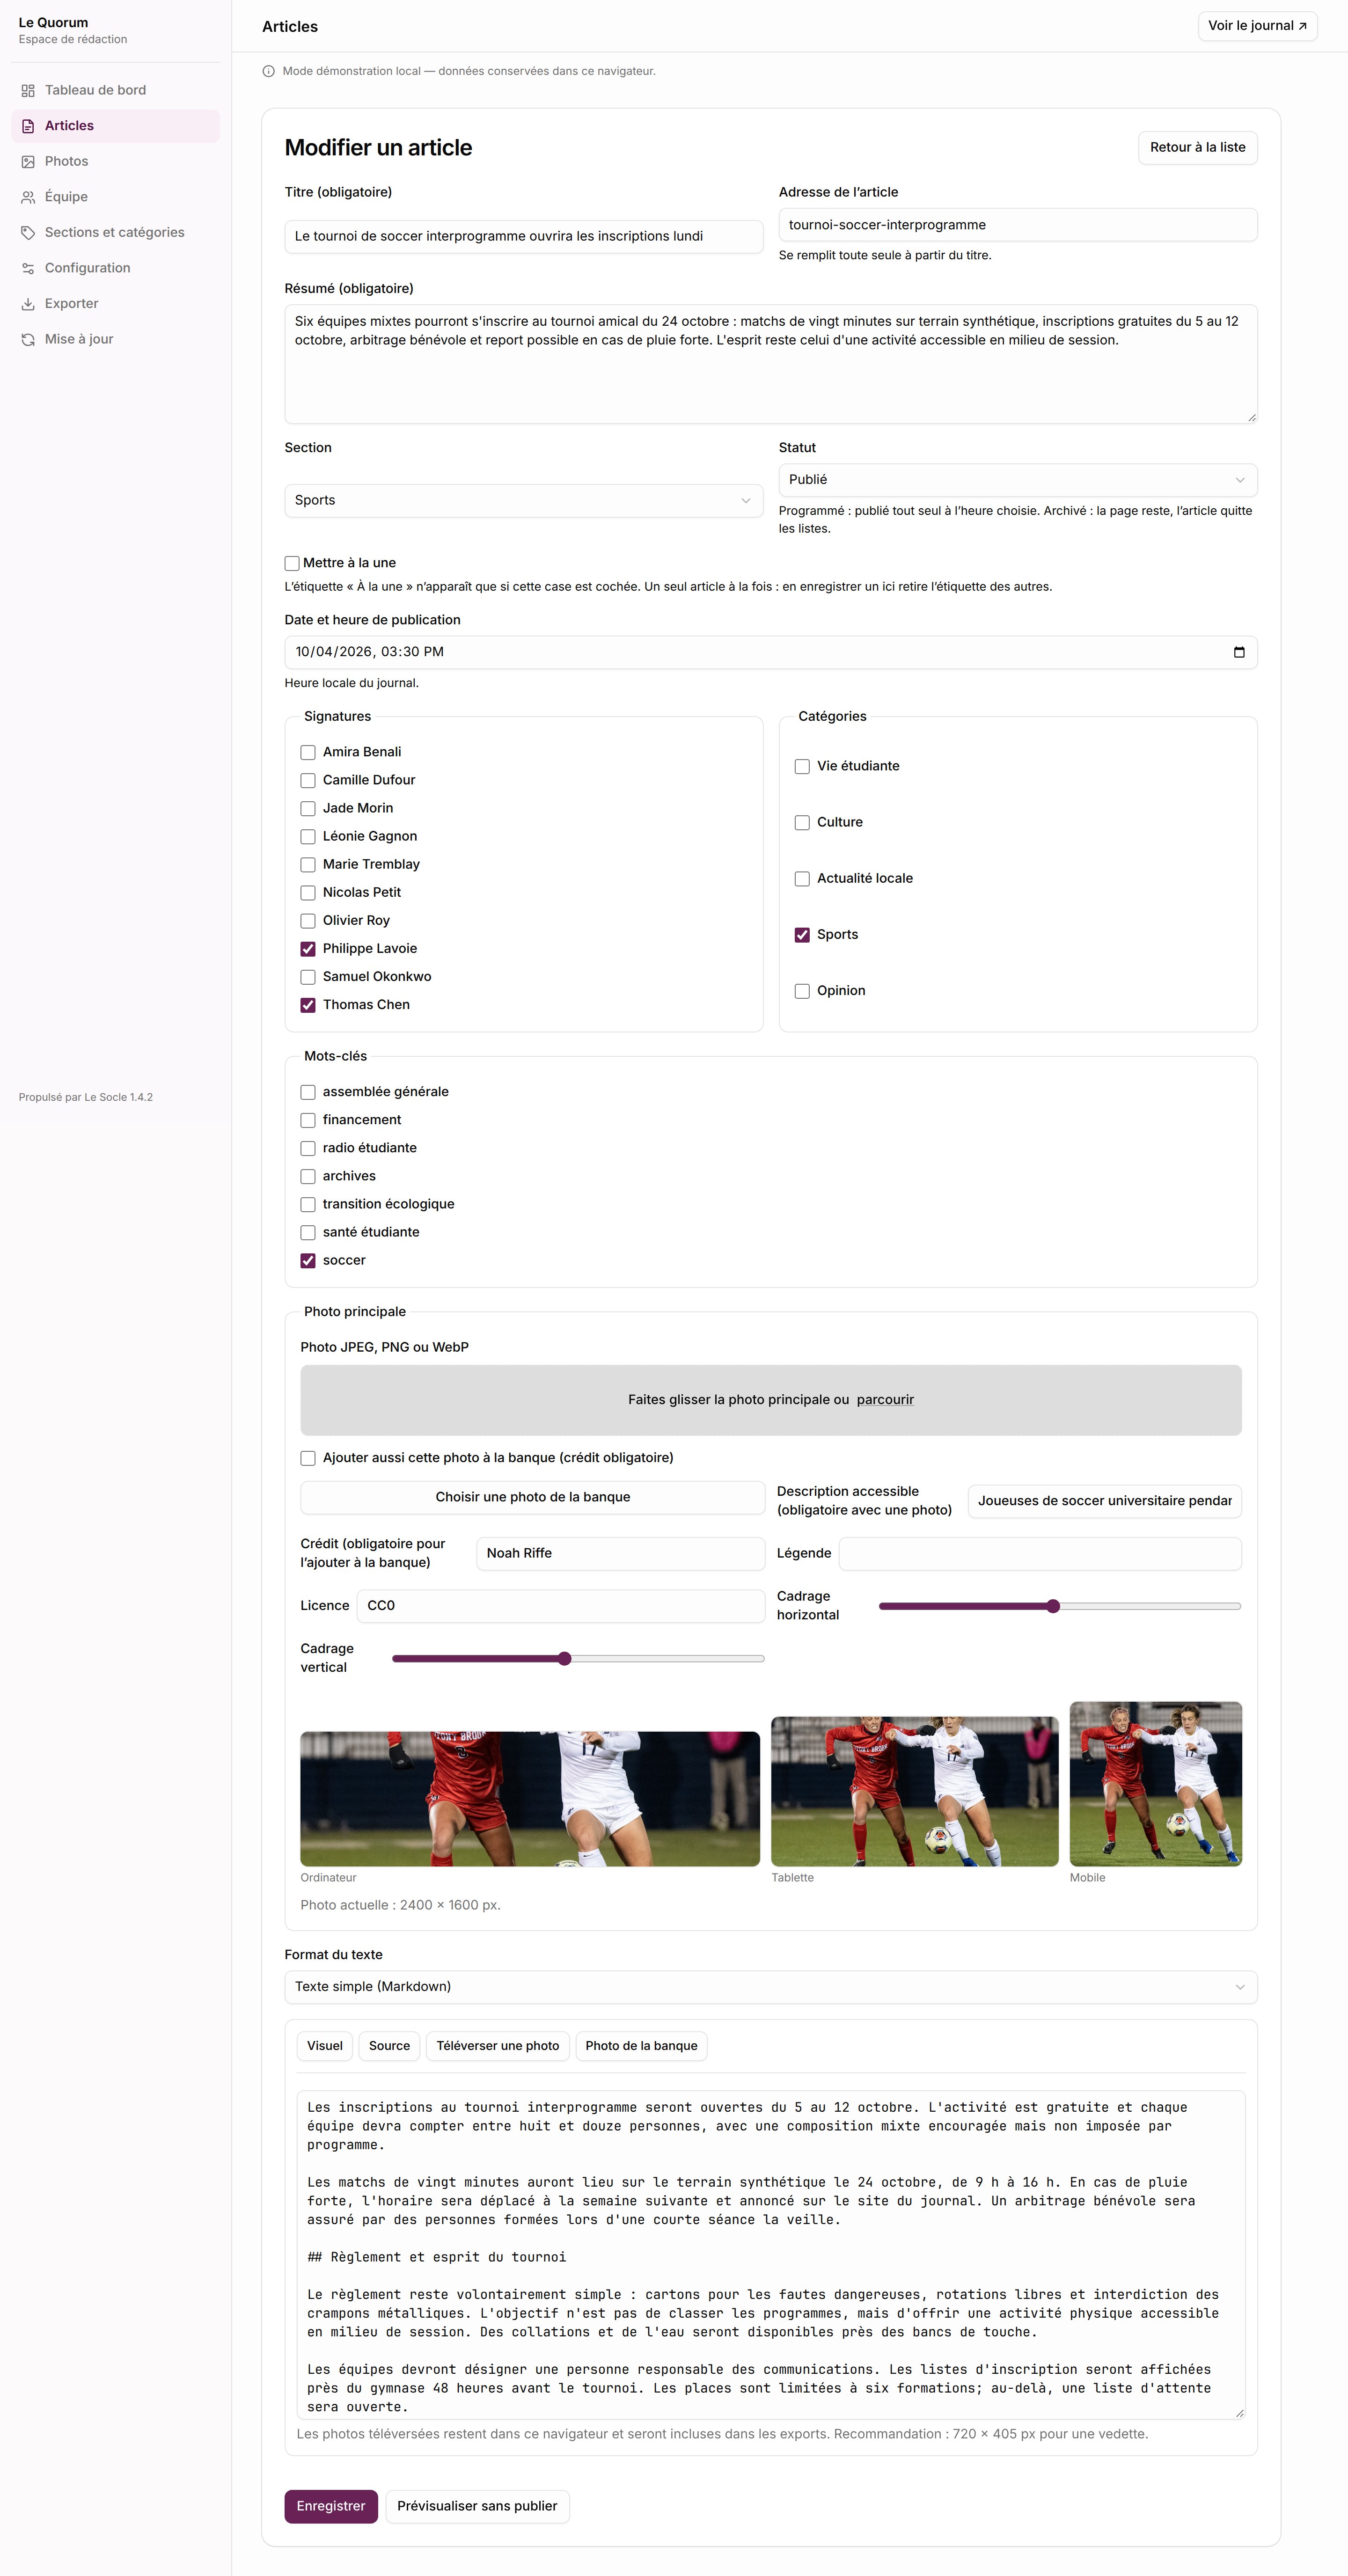 Le Quorum
Espace de rédaction
Tableau de bord
Articles
Photos
Équipe
Sections et catégories
Configuration
Exporter
Mise à jour
Propulsé par Le Socle 1.4.2
Articles
Voir le journal ↗
Mode démonstration local — données conservées dans ce navigateur.
Modifier un article
Retour à la liste
Titre (obligatoire)
Le tournoi de soccer interprogramme ouvrira les inscriptions lundi
Adresse de l’article
tournoi-soccer-interprogramme
Se remplit toute seule à partir du titre.
Résumé (obligatoire)
Six équipes mixtes pourront s'inscrire au tournoi amical du 24 octobre : matchs de vingt minutes sur terrain synthétique, inscriptions gratuites du 5 au 12
octobre, arbitrage bénévole et report possible en cas de pluie forte. L'esprit reste celui d'une activité accessible en milieu de session.
Section
Sports
Statut
Publié
Programmé : publié tout seul à l’heure choisie. Archivé : la page reste, l’article quitte
les listes.
Mettre à la une
L’étiquette « À la une » n’apparaît que si cette case est cochée. Un seul article à la fois : en enregistrer un ici retire l’étiquette des autres.
Date et heure de publication
10/04/2026, 03:30 PM
Heure locale du journal.
Signatures
Amira Benali
Camille Dufour
Jade Morin
Léonie Gagnon
Marie Tremblay
Nicolas Petit
Olivier Roy
Philippe Lavoie
Samuel Okonkwo
Thomas Chen
Catégories
Vie étudiante
Culture
Actualité locale
Sports
Opinion
Mots-clés
assemblée générale
financement
radio étudiante
archives
transition écologique
santé étudiante
soccer
Photo principale
Photo JPEG, PNG ou WebP
Faites glisser la photo principale ou parcourir
Ajouter aussi cette photo à la banque (crédit obligatoire)
Choisir une photo de la banque
Description accessible
(obligatoire avec une photo)
Joueuses de soccer universitaire pendar
Crédit (obligatoire pour
l’ajouter à la banque)
Noah Riffe
Légende
Licence
CC0
Cadrage
horizontal
Cadrage
vertical
17
17
17
Ordinateur
Tablette
Mobile
Photo actuelle : 2400 × 1600 px.
Format du texte
Texte simple (Markdown)
Visuel
Source
Téléverser une photo
Photo de la banque
Les inscriptions au tournoi interprogramme seront ouvertes du 5 au 12 octobre. L'activité est gratuite et chaque
équipe devra compter entre huit et douze personnes, avec une composition mixte encouragée mais non imposée par
programme.
Les matchs de vingt minutes auront lieu sur le terrain synthétique le 24 octobre, de 9 h à 16 h. En cas de pluie
forte, l'horaire sera déplacé à la semaine suivante et annoncé sur le site du journal. Un arbitrage bénévole sera
assuré par des personnes formées lors d'une courte séance la veille.
## Règlement et esprit du tournoi
Le règlement reste volontairement simple : cartons pour les fautes dangereuses, rotations libres et interdiction des
crampons métalliques. L'objectif n'est pas de classer les programmes, mais d'offrir une activité physique accessible
en milieu de session. Des collations et de l'eau seront disponibles près des bancs de touche.
Les équipes devront désigner une personne responsable des communications. Les listes d'inscription seront affichées
près du gymnase 48 heures avant le tournoi. Les places sont limitées à six formations; au-delà, une liste d'attente
sera ouverte.
Les photos téléversées restent dans ce navigateur et seront incluses dans les exports. Recommandation : 720 × 405 px pour une vedette.
Enregistrer
Prévisualiser sans publier